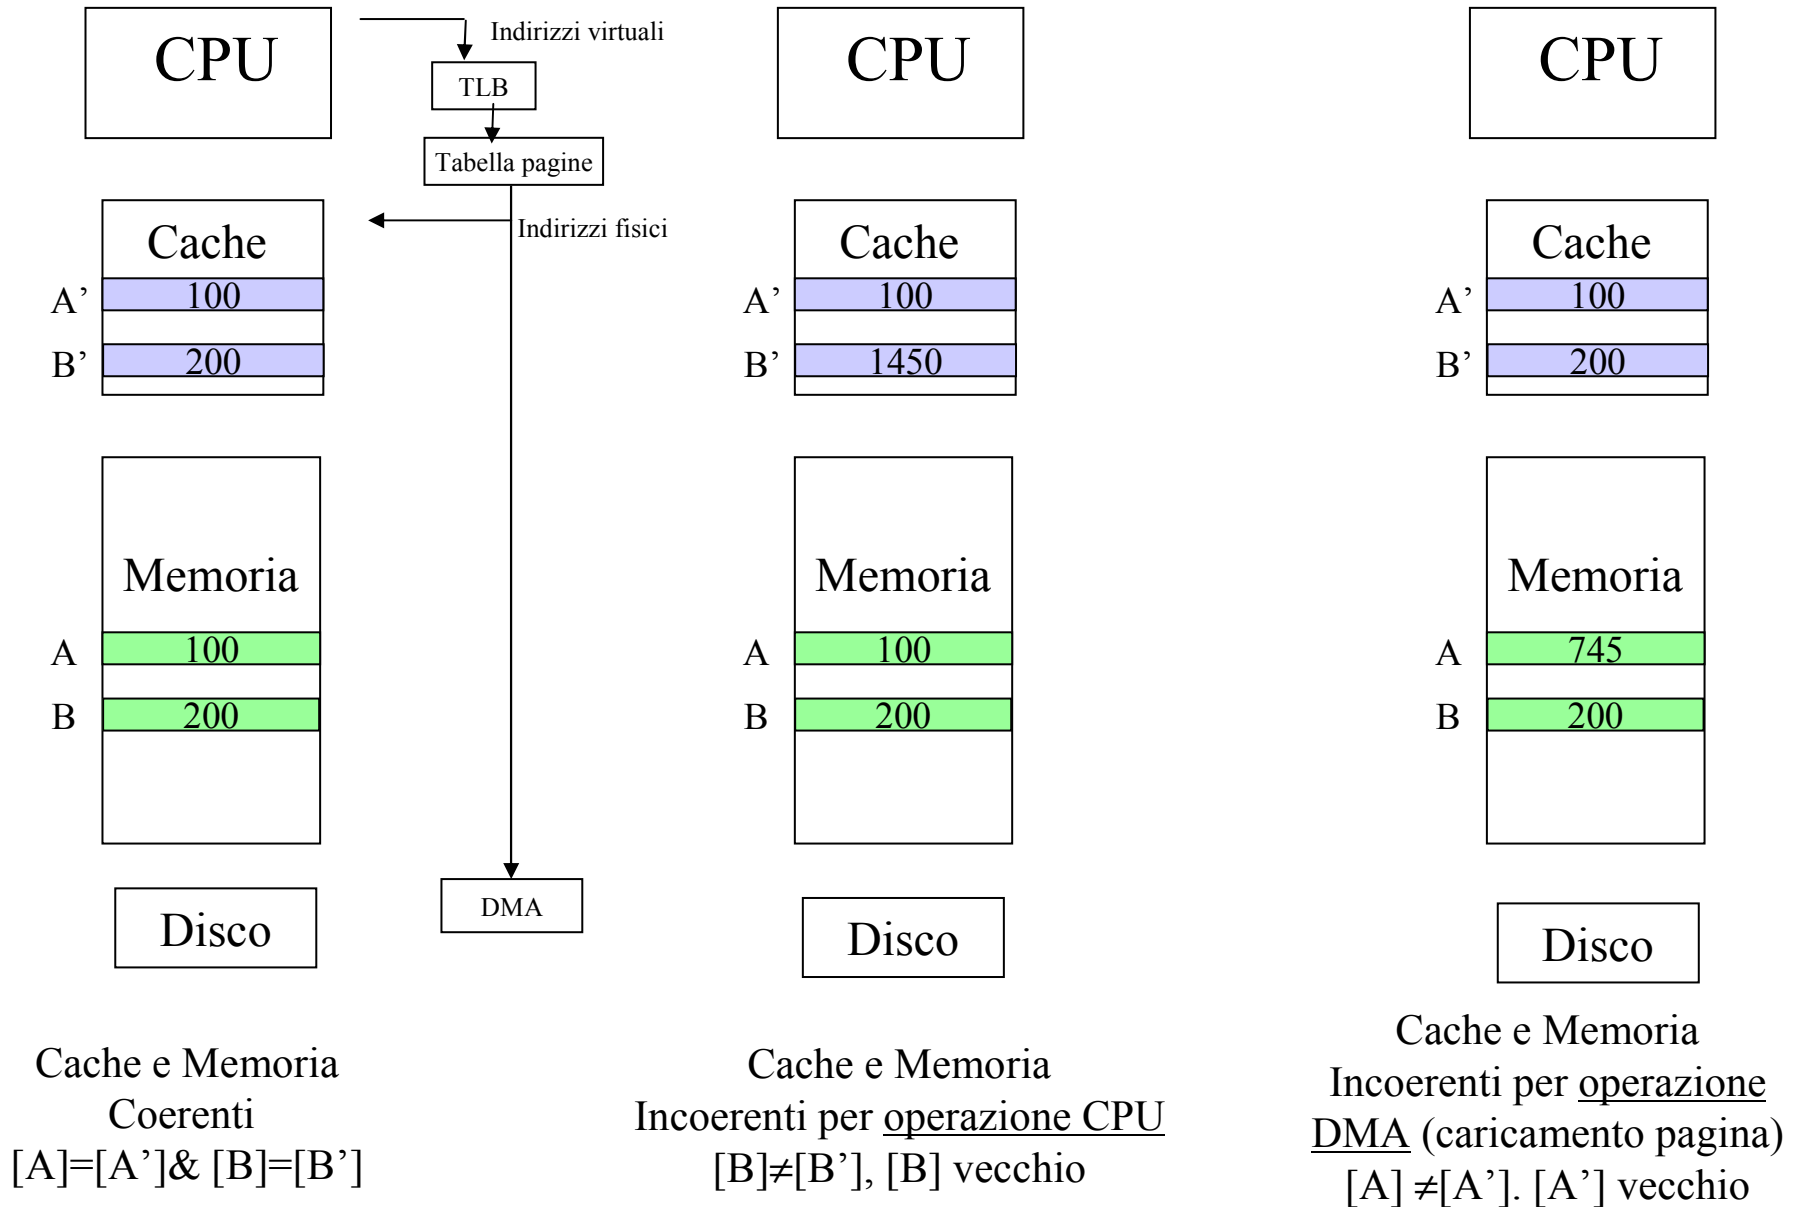 CPU
Indirizzi virtuali
TLB
Tabella pagine
Indirizzi fisici
Cache
A’ 100
B’ 200
Memoria
A 100
B 200
DMA
Disco
Cache e Memoria
Coerenti
[A]=[A’]& [B]=[B’]
CPU
Cache
A’ 100
B’ 1450
Memoria
A 100
B 200
Disco
Cache e Memoria
Incoerenti per operazione CPU
[B]≠[B’], [B] vecchio
CPU
Cache
A’ 100
B’ 200
Memoria
A 745
B 200
Disco
Cache e Memoria
Incoerenti per operazione
DMA (caricamento pagina)
[A] ≠[A’]. [A’] vecchio